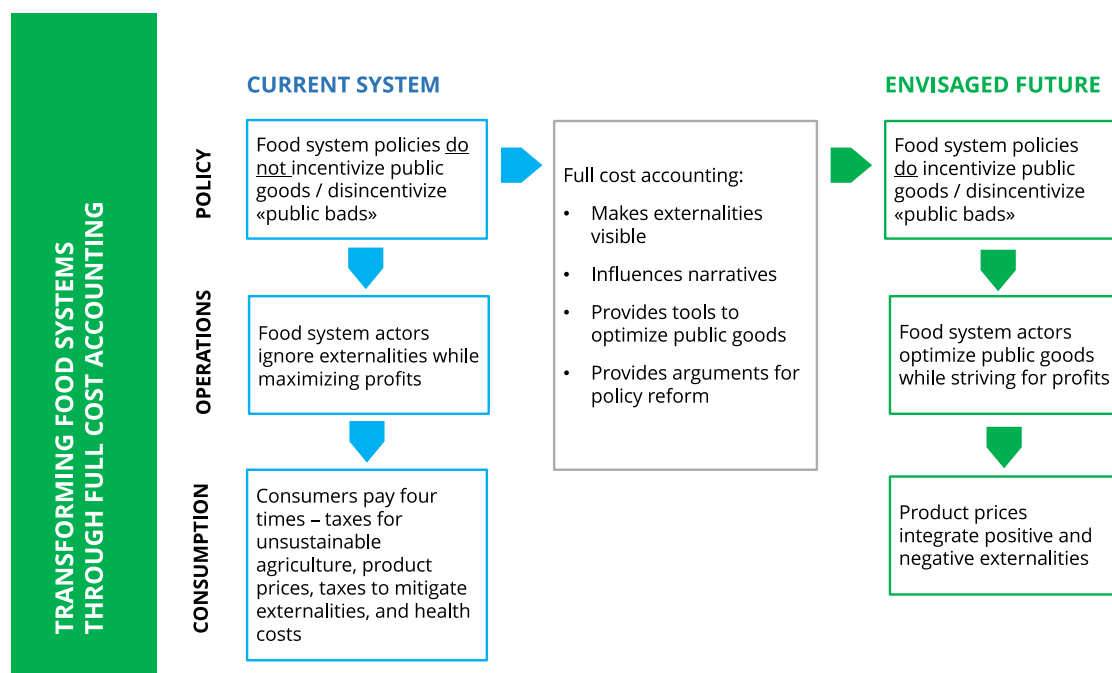 TRANSFORMING FOOD SYSTEMS
THROUGH FULL COST ACCOUNTING
CURRENT SYSTEM
ENVISAGED FUTURE
POLICY
Food system policies do
not incentivize public
goods / disincentivize
«public bads»
Full cost accounting:
• Makes externalities
visible
• Influences narratives
• Provides tools to
optimize public goods
• Provides arguments for
policy reform
Food system policies
do incentivize public
goods / disincentivize
«public bads»
OPERATIONS
Food system actors
ignore externalities while
maximizing profits
Food system actors
optimize public goods
while striving for profits
CONSUMPTION
Consumers pay four
times – taxes for
unsustainable
agriculture, product
prices, taxes to mitigate
externalities, and health
costs
Product prices
integrate positive and
negative externalities